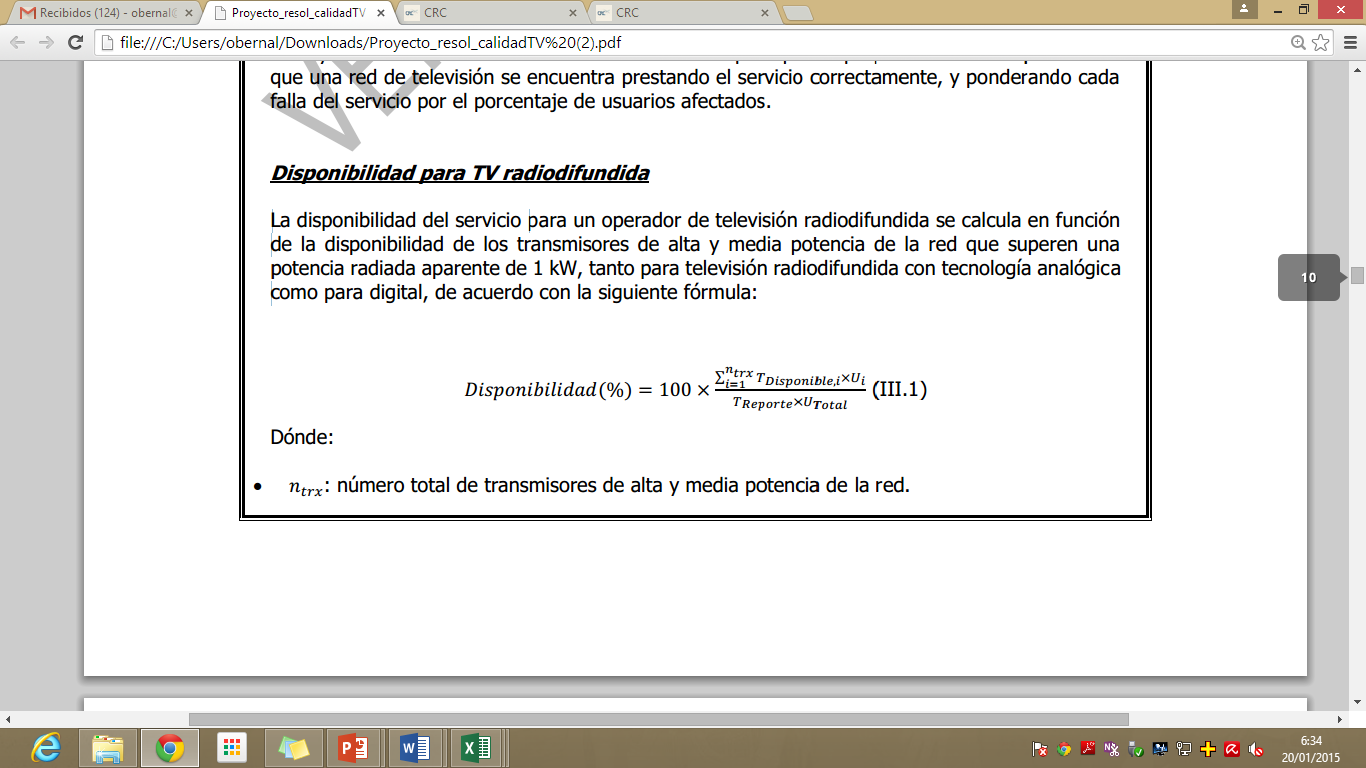 Recibidos (124) - obernal@
Proyecto_resol_calidadTV
CRC
CRC
file:///C:/Users/obernal/Downloads/Proyecto_resol_calidadTV%20(2).pdf
que una red de televisión se encuentra prestando el servicio correctamente, y ponderando cada
falla del servicio por el porcentaje de usuarios afectados.
Disponibilidad para TV radiodifundida
La disponibilidad del servicio para un operador de televisión radiodifundida se calcula en función
de la disponibilidad de los transmisores de alta y media potencia de la red que superen una
potencia radiada aparente de 1 kW, tanto para televisión radiodifundida con tecnología analógica
como para digital, de acuerdo con la siguiente fórmula:
10
Disponibilidad(%) = 100 × (∑_{i=1}^{n_trx} T_{Disponible,i}×U_i)/(T_{Reporte}×U_{Total}) (III.1)
Dónde:
• n_trx: número total de transmisores de alta y media potencia de la red.
6:34
20/01/2015